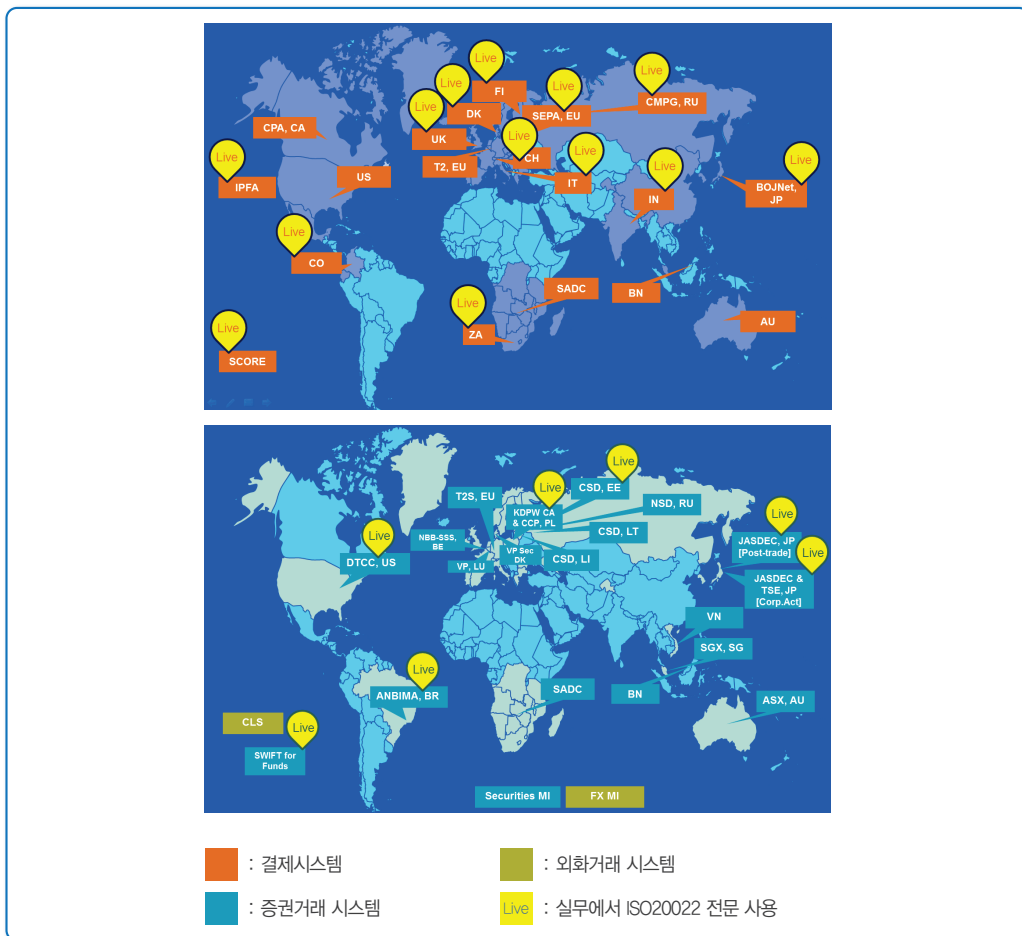 Live
FI
Live
DK
Live
SEPA, EU
Live
CMPG, RU
Live
UK
T2, EU
Live
CH
Live
IT
Live
IN
Live
BOJNet,
JP
CPA, CA
US
Live
IPFA
Live
CO
SADC
BN
AU
Live
ZA
Live
SCORE
T2S, EU
Live
KDPW CA
& CCP, PL
Live
CSD, EE
NSD, RU
CSD, LT
CSD, LI
NBB-SSS,
BE
VP Sec
DK
VP, LU
Live
DTCC, US
Live
JASDEC, JP
[Post-trade]
Live
JASDEC &
TSE, JP
[Corp.Act]
VN
SGX, SG
BN
ASX, AU
SADC
Live
ANBIMA, BR
CLS
Live
SWIFT for
Funds
Securities MI
FX MI
: 결제시스템
: 외화거래 시스템
: 증권거래 시스템
Live : 실무에서 ISO20022 전문 사용